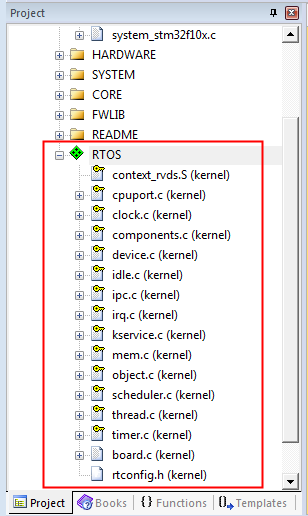 Project
system_stm32f10x.c
HARDWARE
SYSTEM
CORE
FWLIB
README
RTOS
context_rvds.S (kernel)
cpuport.c (kernel)
clock.c (kernel)
components.c (kernel)
device.c (kernel)
idle.c (kernel)
ipc.c (kernel)
irq.c (kernel)
kservice.c (kernel)
mem.c (kernel)
object.c (kernel)
scheduler.c (kernel)
thread.c (kernel)
timer.c (kernel)
board.c (kernel)
rtconfig.h (kernel)
Project Books {} Functions 0 Templates